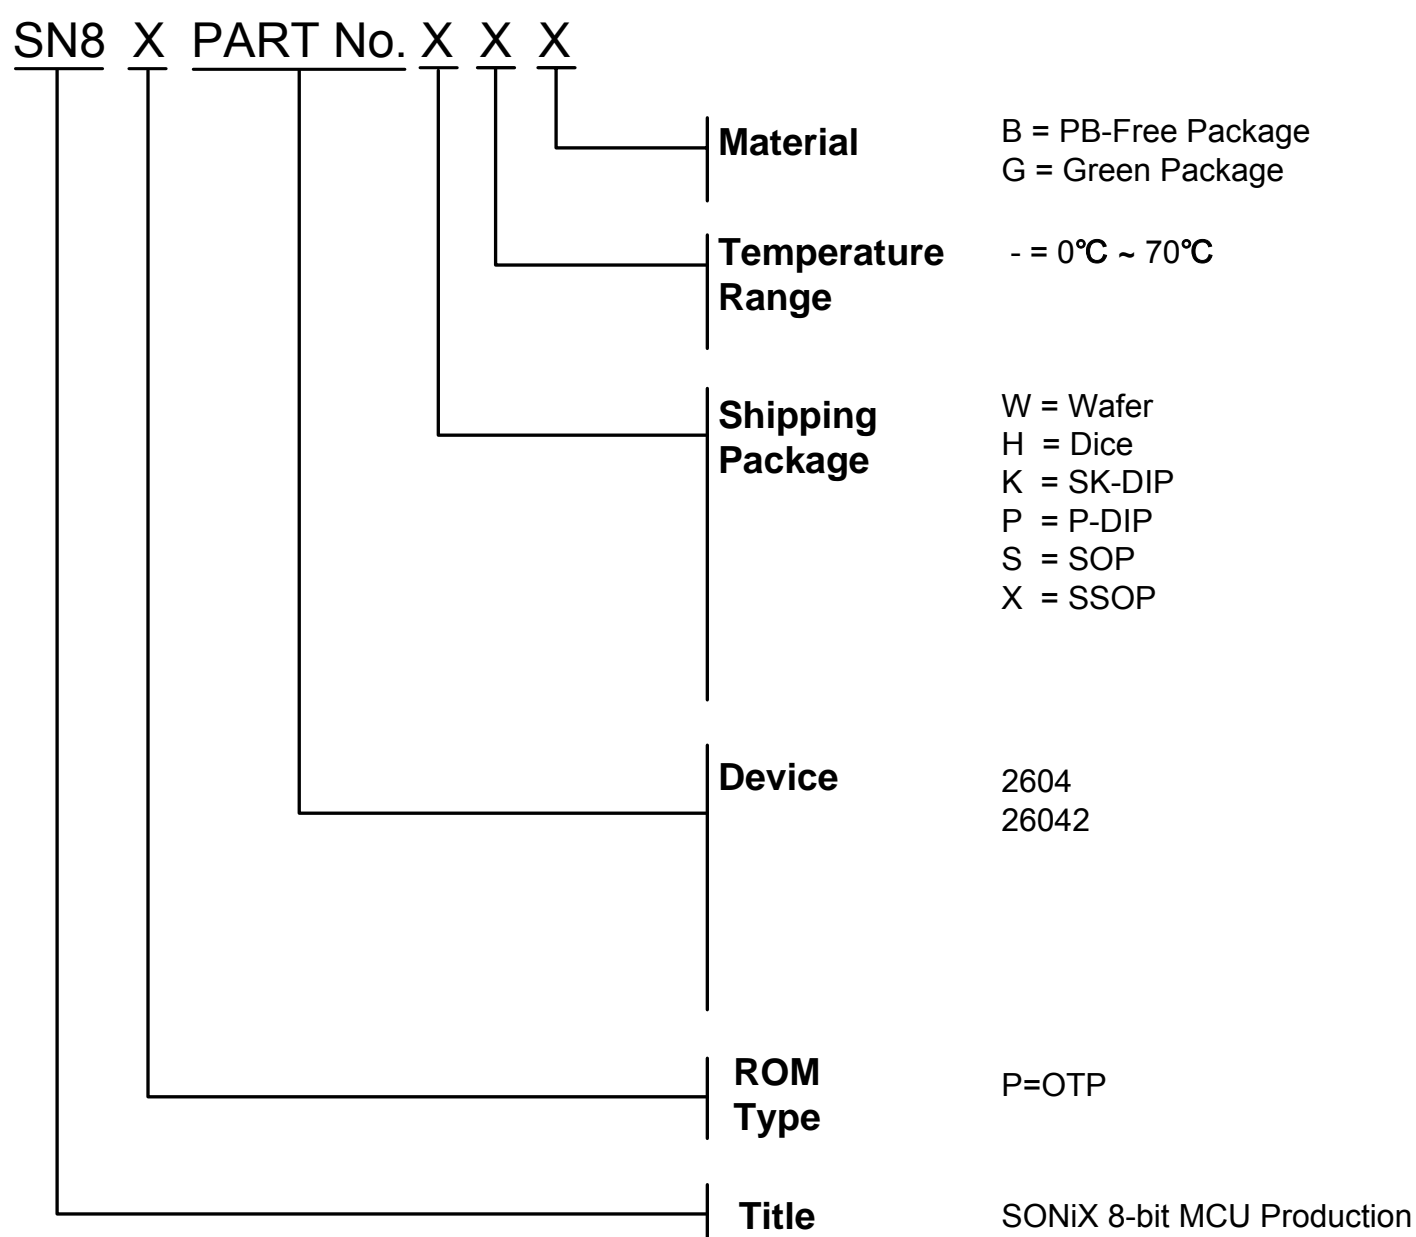 SN8 X PART No. X X X
Material
B = PB-Free Package
G = Green Package
Temperature
Range
- = 0℃ ~ 70℃
Shipping
Package
W = Wafer
H = Dice
K = SK-DIP
P = P-DIP
S = SOP
X = SSOP
Device
2604
26042
ROM
Type
P=OTP
Title
SONiX 8-bit MCU Production